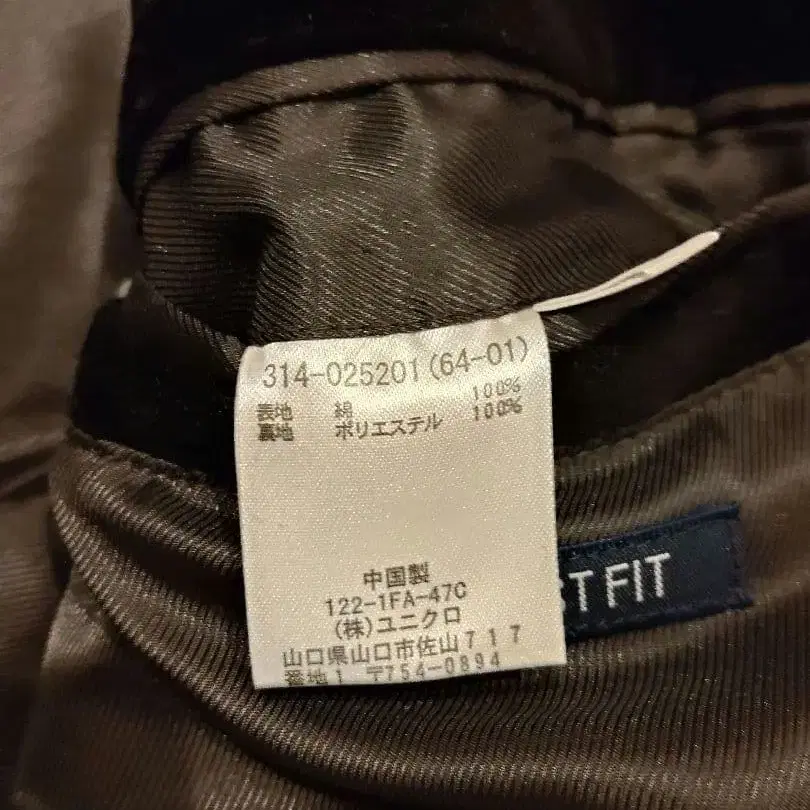 314-025201(64-01)
表地 綿 100%
裏地 ポリエステル 100%
中国製
122-1FA-47C
(株)ユニクロ
山口県山口市佐山717
番地1 〒754-0894
T FIT